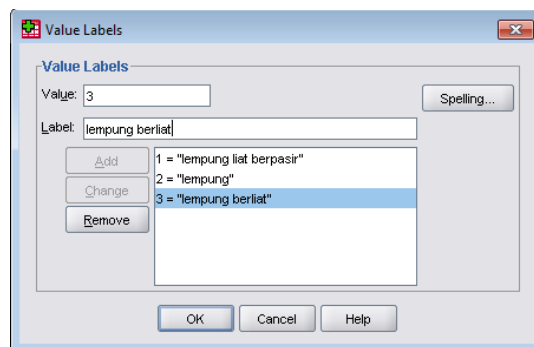 Value Labels
Value Labels
Value: 3
Spelling...
Label: lempung berliat
Add
1 = "lempung liat berpasir"
2 = "lempung"
Change
3 = "lempung berliat"
Remove
OK Cancel Help